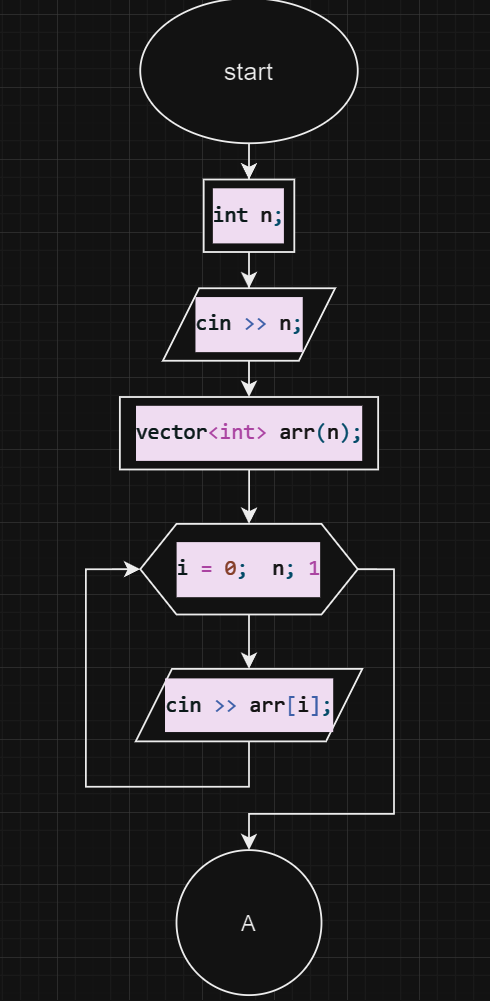 start
int n;
cin >> n;
vector<int> arr(n);
i = 0;  n; 1
cin >> arr[i];
A